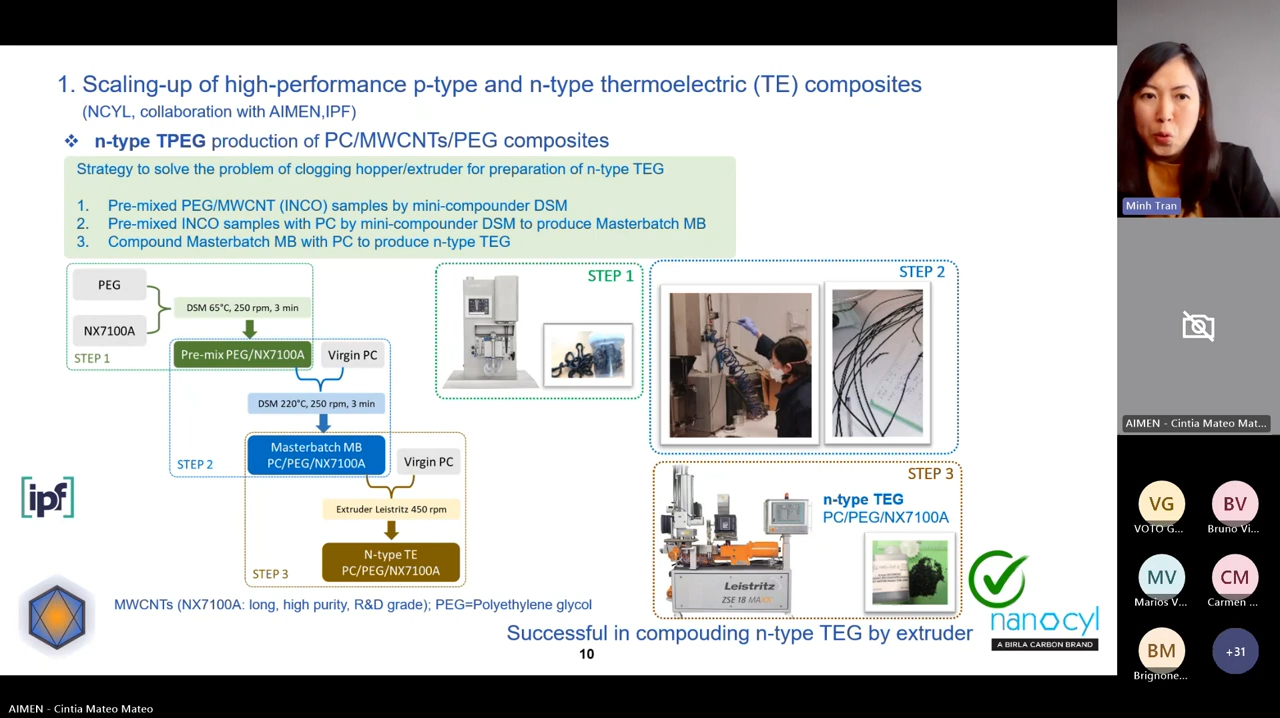 1. Scaling-up of high-performance p-type and n-type thermoelectric (TE) composites
(NCYL, collaboration with AIMEN,IPF)
❖ n-type TPEG production of PC/MWCNTs/PEG composites
Strategy to solve the problem of clogging hopper/extruder for preparation of n-type TEG
1. Pre-mixed PEG/MWCNT (INCO) samples by mini-compounder DSM
2. Pre-mixed INCO samples with PC by mini-compounder DSM to produce Masterbatch MB
3. Compound Masterbatch MB with PC to produce n-type TEG
PEG
NX7100A
DSM 65°C, 250 rpm, 3 min
STEP 1
Pre-mix PEG/NX7100A
Virgin PC
DSM 220°C, 250 rpm, 3 min
STEP 2
Masterbatch MB
PC/PEG/NX7100A
Virgin PC
Extruder Leistritz 450 rpm
STEP 3
N-type TE
PC/PEG/NX7100A
STEP 1
STEP 2
STEP 3
n-type TEG
PC/PEG/NX7100A
Leistritz
ZSE 18 MAXX
ipf
MWCNTs (NX7100A: long, high purity, R&D grade); PEG=Polyethylene glycol
Successful in compouding n-type TEG by extruder
nanocyl
A BIRLA CARBON BRAND
10
Minh Tran
AIMEN - Cintia Mateo Mat...
VG
VOTO G...
BV
Bruno Vi...
MV
Marios V...
CM
Carmen ...
BM
Brignone...
+31
AIMEN - Cintia Mateo Mateo